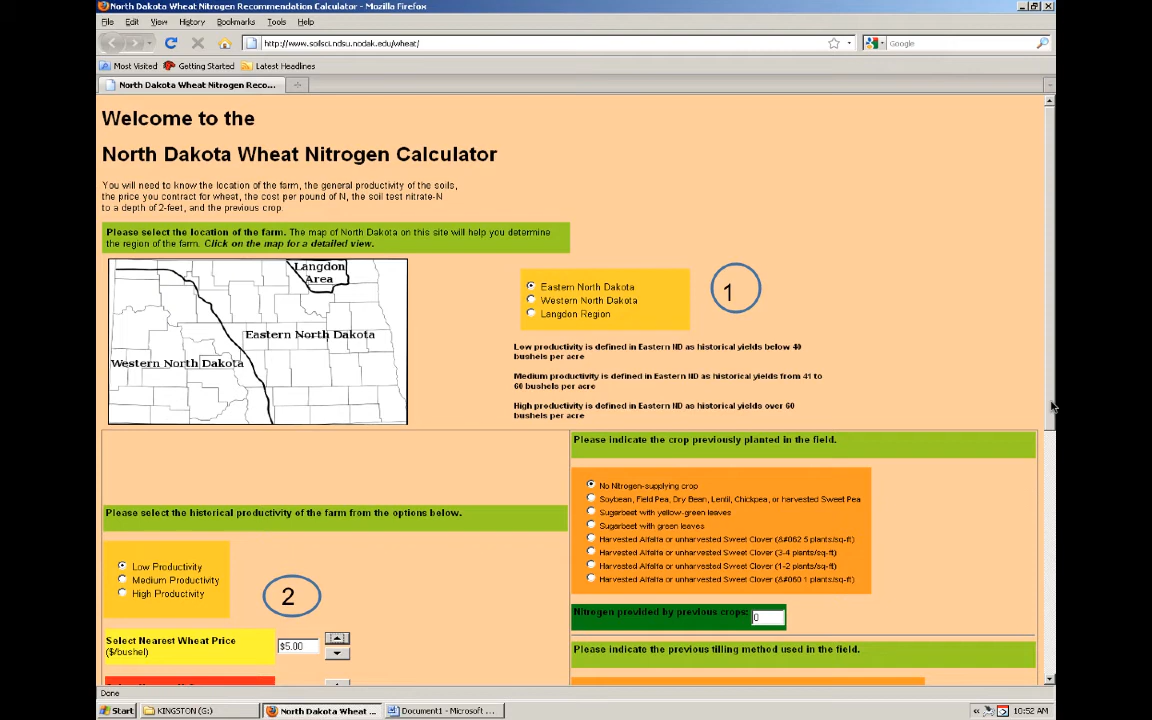 North Dakota Wheat Nitrogen Recommendation Calculator - Mozilla Firefox
File Edit View History Bookmarks Tools Help
http://www.soilsci.ndsu.nodak.edu/wheat/
Google
Most Visited Getting Started Latest Headlines
North Dakota Wheat Nitrogen Reco...
Welcome to the
North Dakota Wheat Nitrogen Calculator
You will need to know the location of the farm, the general productivity of the soils,
the price you contract for wheat, the cost per pound of N, the soil test nitrate-N
to a depth of 2-feet, and the previous crop.
Please select the location of the farm. The map of North Dakota on this site will help you determine
the region of the farm. Click on the map for a detailed view.
Langdon
Area
Eastern North Dakota
Western North Dakota
Eastern North Dakota
Western North Dakota
Langdon Region
1
Low productivity is defined in Eastern ND as historical yields below 40
bushels per acre
Medium productivity is defined in Eastern ND as historical yields from 41 to
60 bushels per acre
High productivity is defined in Eastern ND as historical yields over 60
bushels per acre
Please select the historical productivity of the farm from the options below.
Low Productivity
Medium Productivity
High Productivity
2
Select Nearest Wheat Price
($/bushel)
$5.00
Please indicate the crop previously planted in the field.
No Nitrogen-supplying crop
Soybean, Field Pea, Dry Bean, Lentil, Chickpea, or harvested Sweet Pea
Sugarbeet with yellow-green leaves
Sugarbeet with green leaves
Harvested Alfalfa or unharvested Sweet Clover (&#062 5 plants/sq-ft)
Harvested Alfalfa or unharvested Sweet Clover (3-4 plants/sq-ft)
Harvested Alfalfa or unharvested Sweet Clover (1-2 plants/sq-ft)
Harvested Alfalfa or unharvested Sweet Clover (&#060 1 plants/sq-ft)
Nitrogen provided by previous crops: 0
Please indicate the previous tilling method used in the field.
Done
Start KINGSTON (G:) North Dakota Wheat ... Document1 - Microsoft ... 10:52 AM